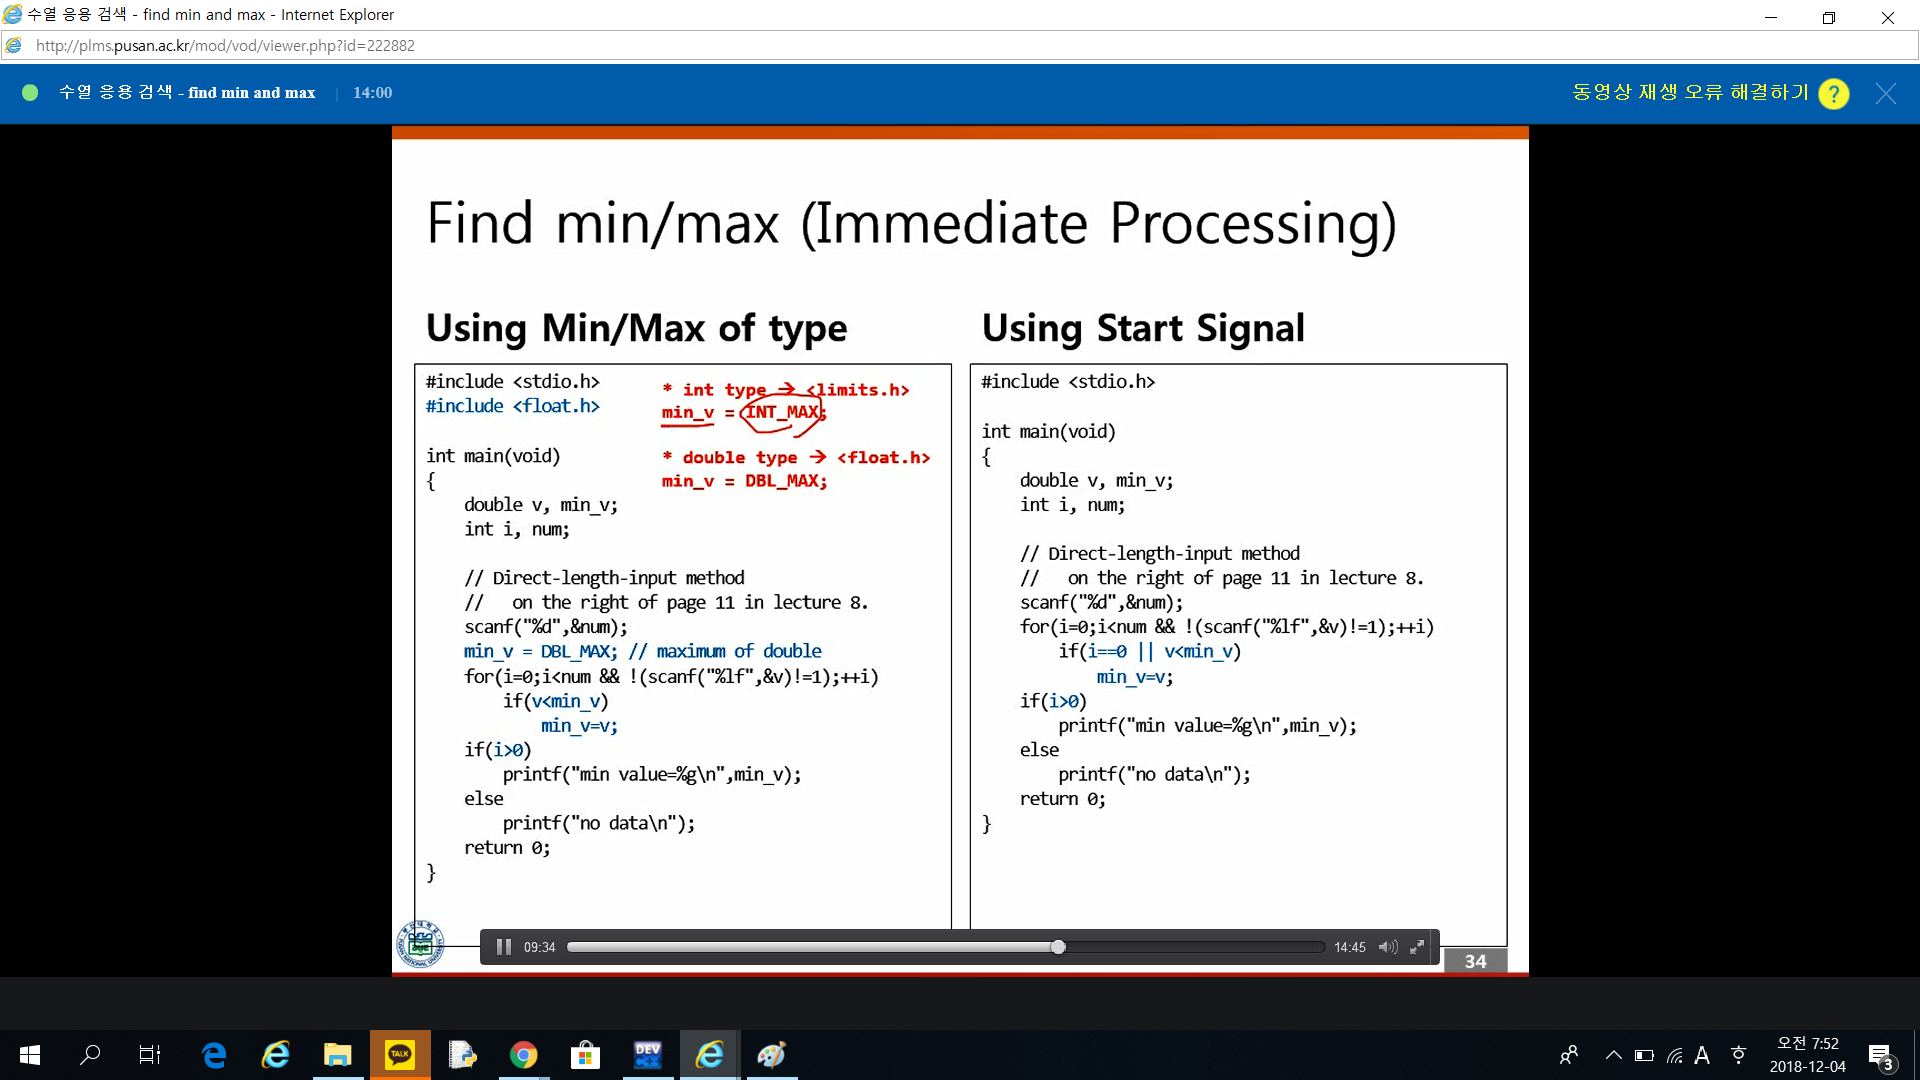 수열 응용 검색 - find min and max - Internet Explorer
http://plms.pusan.ac.kr/mod/vod/viewer.php?id=222882
수열 응용 검색 - find min and max | 14:00
동영상 재생 오류 해결하기 ?
Find min/max (Immediate Processing)
Using Min/Max of type
#include <stdio.h>
#include <float.h>
* int type → <limits.h>
min_v = INT_MAX;
* double type → <float.h>
min_v = DBL_MAX;
int main(void)
{
double v, min_v;
int i, num;
// Direct-length-input method
//   on the right of page 11 in lecture 8.
scanf("%d",&num);
min_v = DBL_MAX; // maximum of double
for(i=0;i<num && !(scanf("%lf",&v)!=1);++i)
if(v<min_v)
min_v=v;
if(i>0)
printf("min value=%g\n",min_v);
else
printf("no data\n");
return 0;
}
Using Start Signal
#include <stdio.h>
int main(void)
{
double v, min_v;
int i, num;
// Direct-length-input method
//   on the right of page 11 in lecture 8.
scanf("%d",&num);
for(i=0;i<num && !(scanf("%lf",&v)!=1);++i)
if(i==0 || v<min_v)
min_v=v;
if(i>0)
printf("min value=%g\n",min_v);
else
printf("no data\n");
return 0;
}
09:34
14:45
34
TALK
DEV
A
오전 7:52
2018-12-04
3